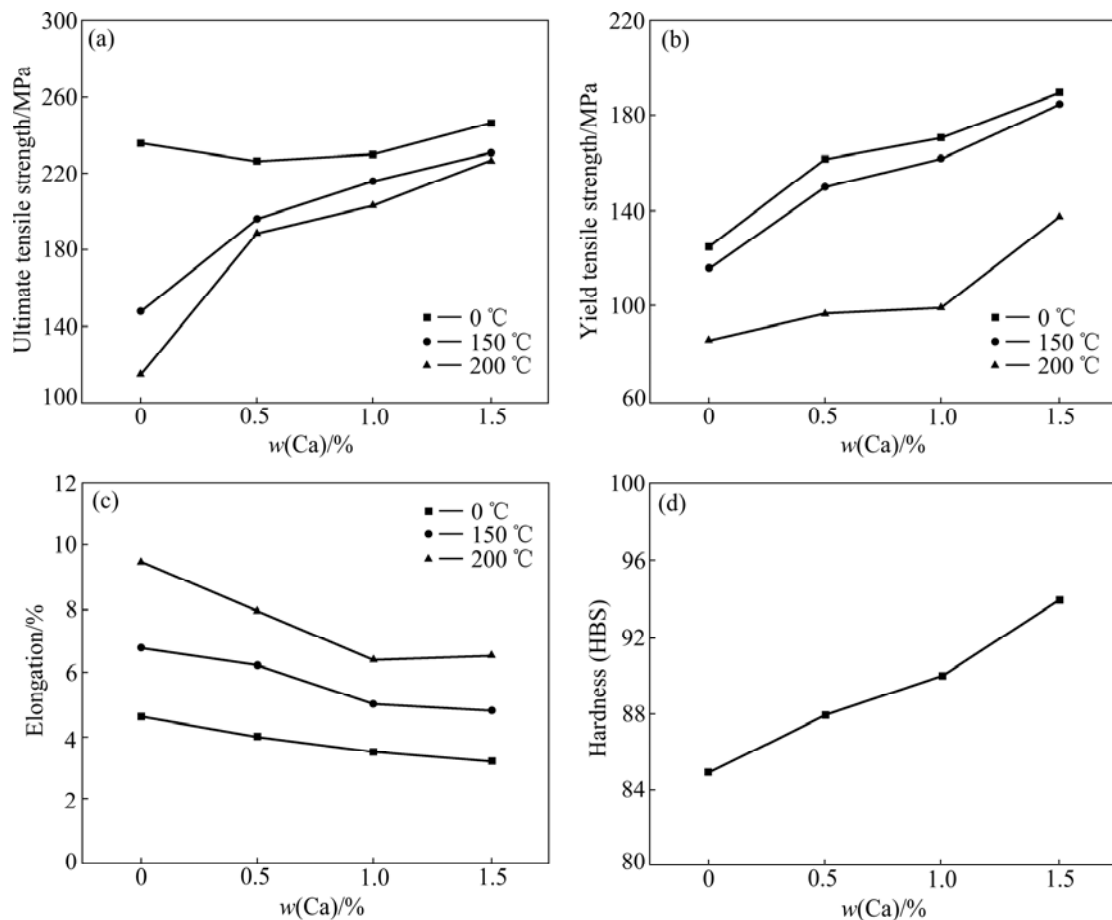 (a)
Ultimate tensile strength/MPa
300
260
220
180
140
100
0 ℃
150 ℃
200 ℃
0 0.5 1.0 1.5
w(Ca)/%
(b)
Yield tensile strength/MPa
220
180
140
100
60
0 ℃
150 ℃
200 ℃
0 0.5 1.0 1.5
w(Ca)/%
(c)
Elongation/%
12
10
8
6
4
2
0
0 ℃
150 ℃
200 ℃
0 0.5 1.0 1.5
w(Ca)/%
(d)
Hardness (HBS)
100
96
92
88
84
80
0 0.5 1.0 1.5
w(Ca)/%